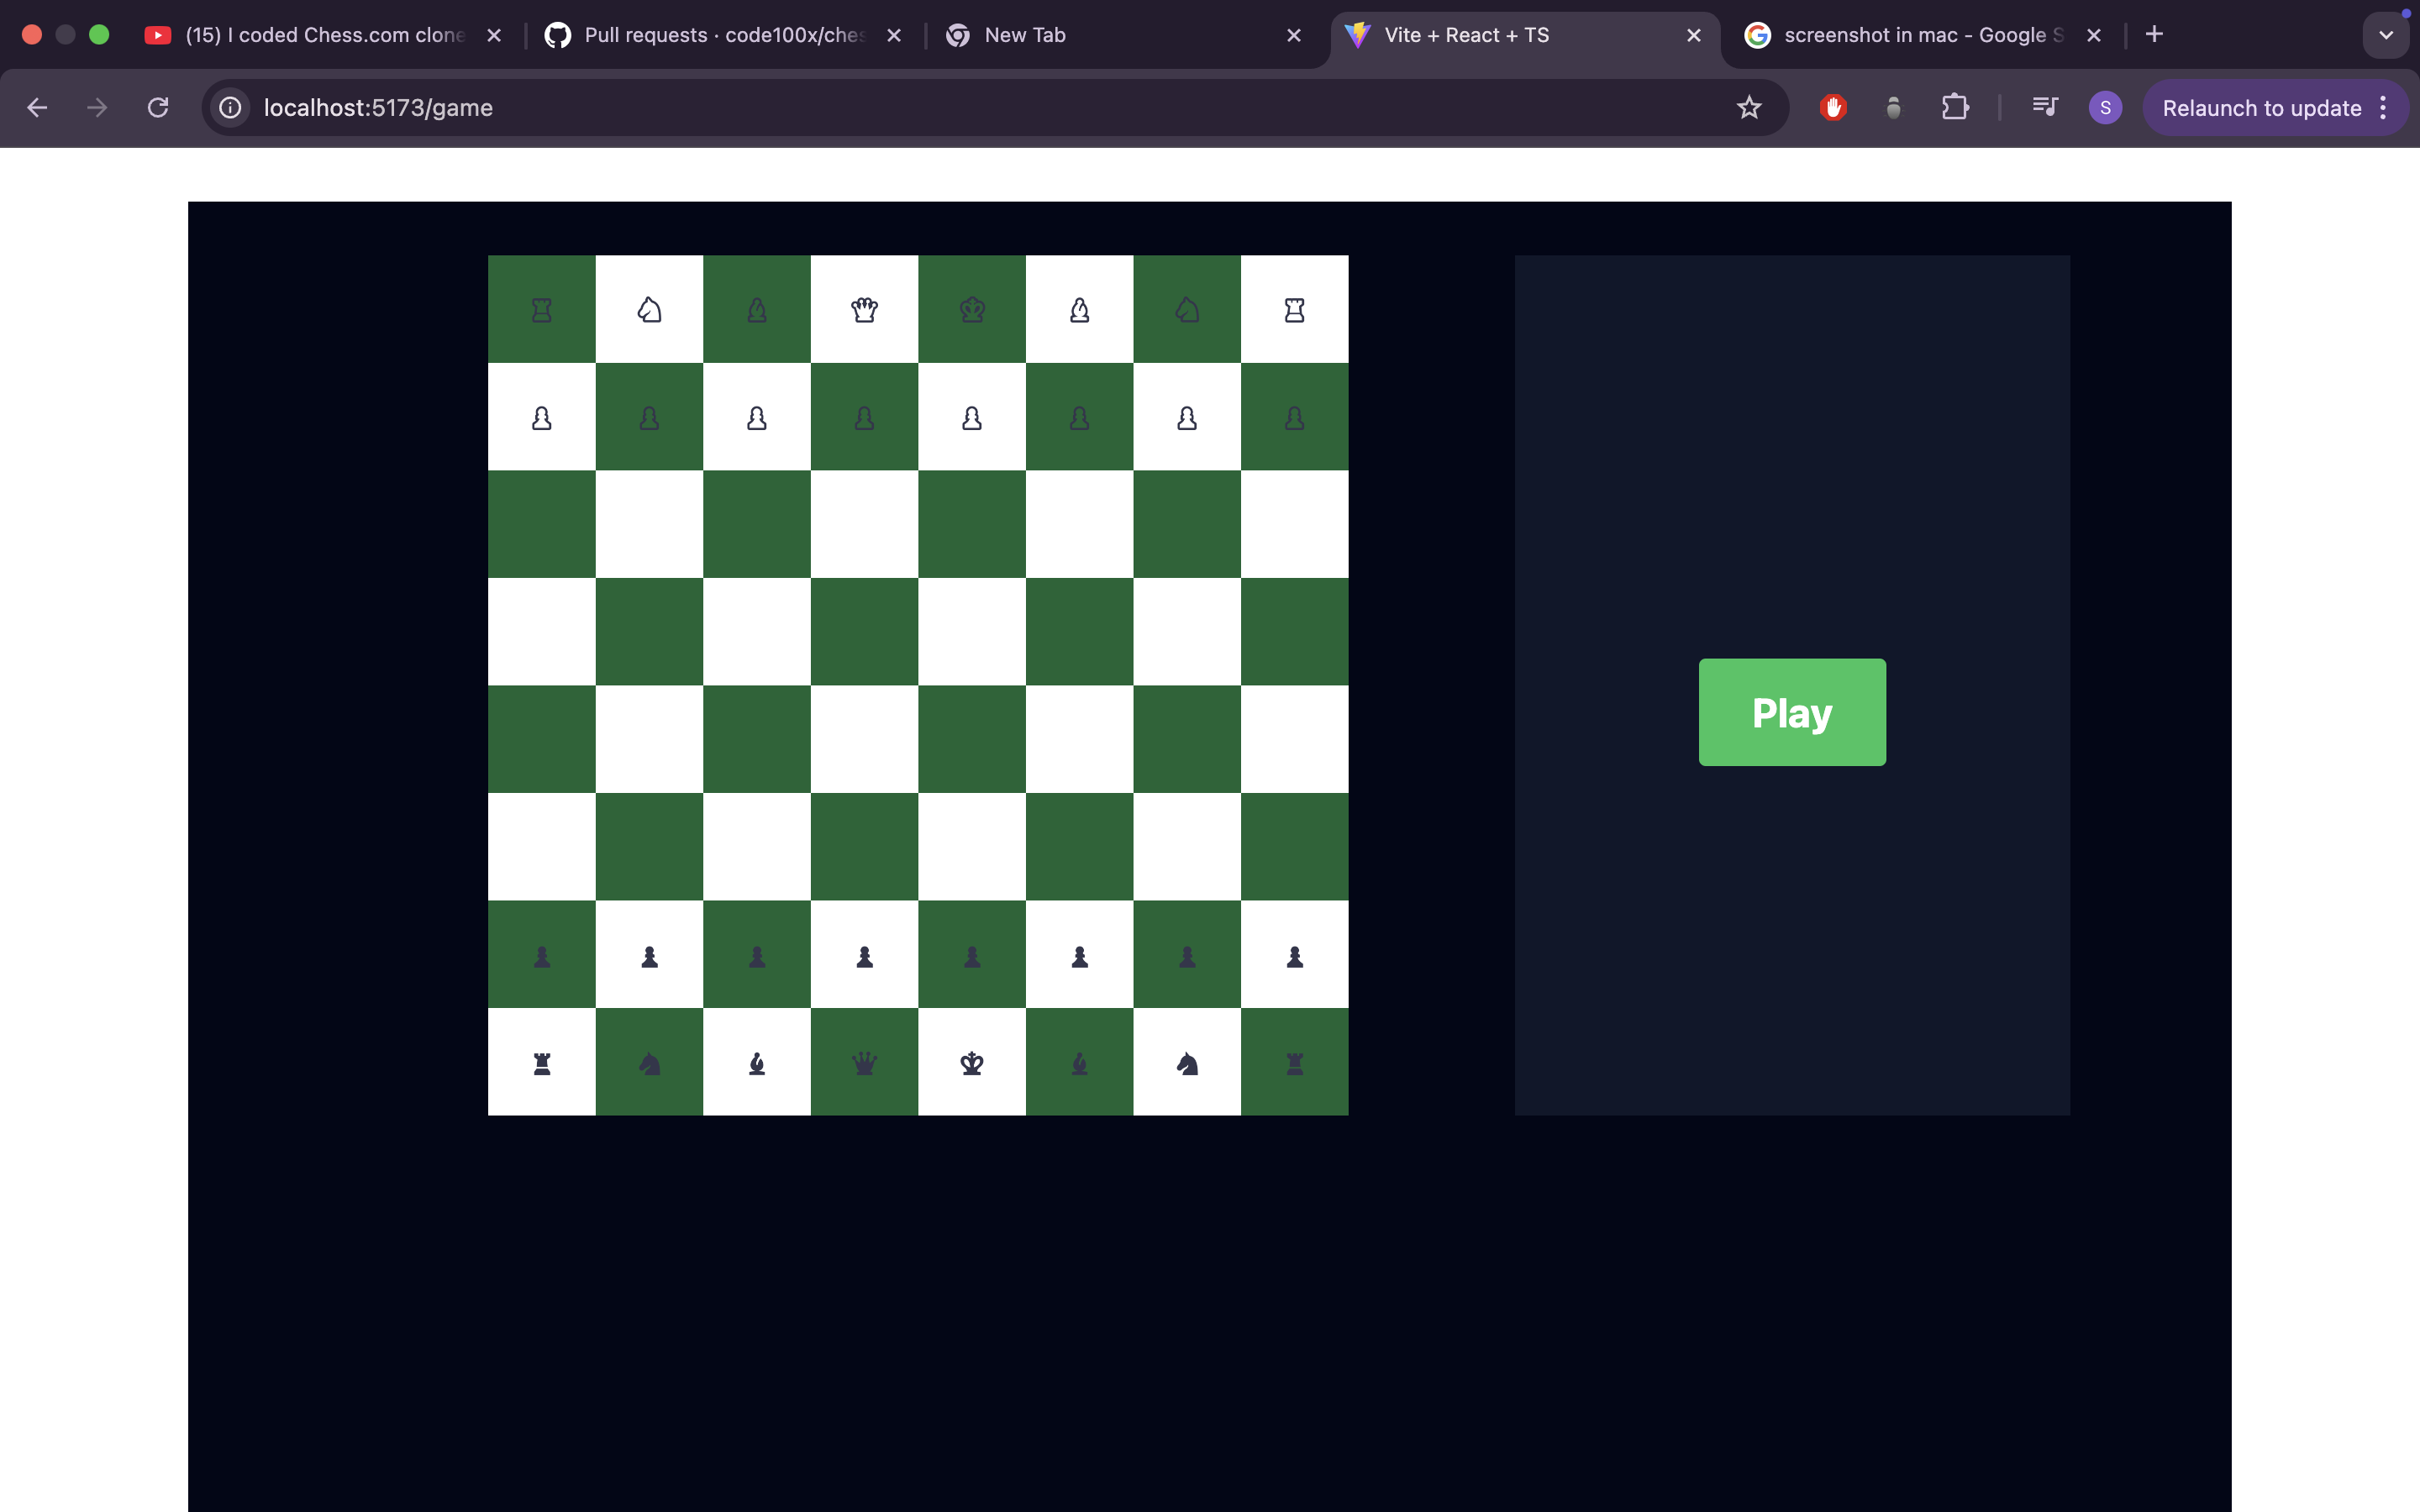 (15) I coded Chess.com clone
Pull requests · code100x/ches
New Tab
Vite + React + TS
screenshot in mac - Google S
localhost:5173/game
S
Relaunch to update
♖ ♘ ♗ ♕ ♔ ♗ ♘ ♖
♙ ♙ ♙ ♙ ♙ ♙ ♙ ♙
Play
♟ ♟ ♟ ♟ ♟ ♟ ♟ ♟
♜ ♞ ♝ ♛ ♚ ♝ ♞ ♜